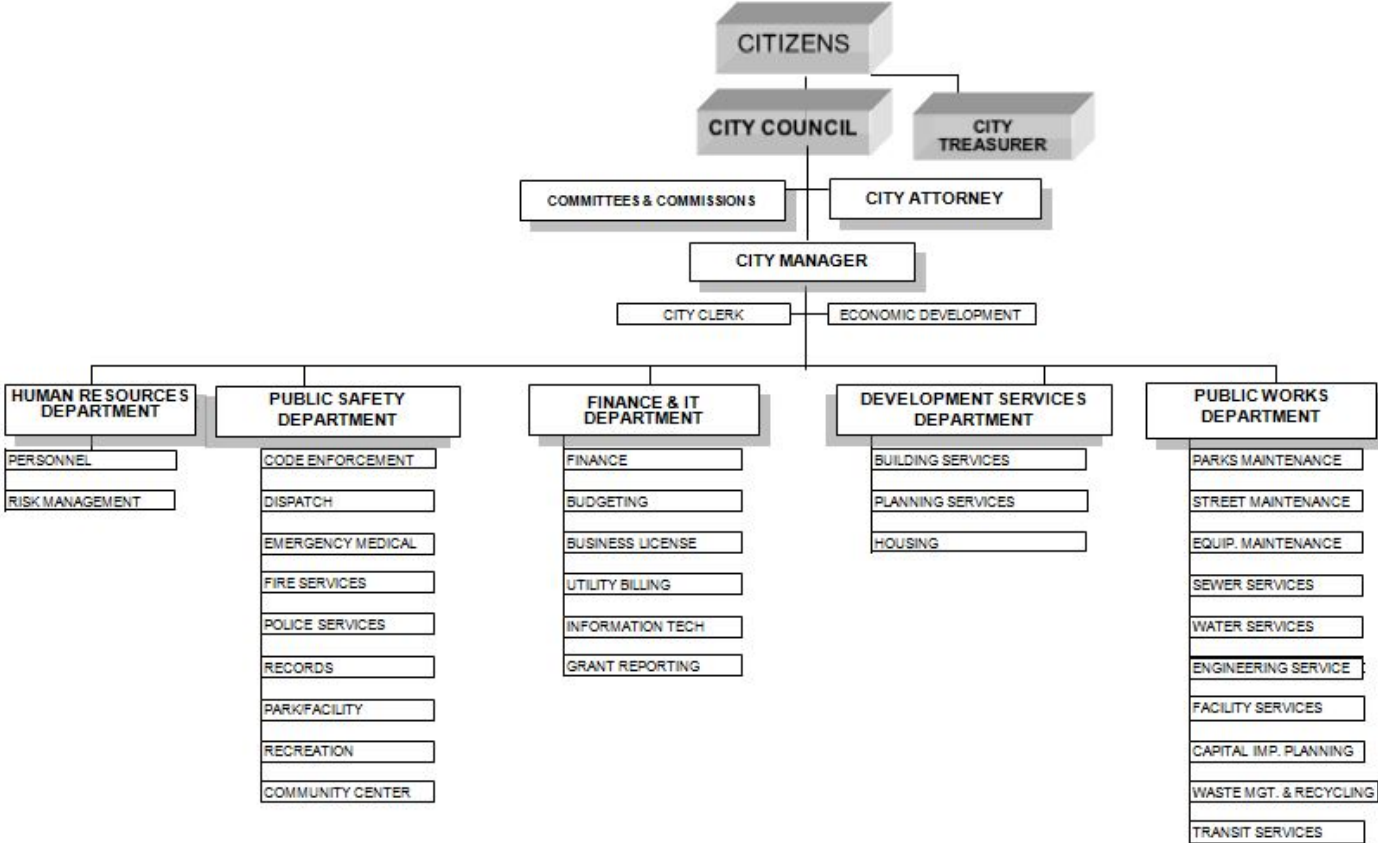 CITIZENS
CITY COUNCIL
CITY
TREASURER
COMMITTEES & COMMISSIONS
CITY ATTORNEY
CITY MANAGER
CITY CLERK
ECONOMIC DEVELOPMENT
HUMAN RESOURCES
DEPARTMENT
PERSONNEL
RISK MANAGEMENT
PUBLIC SAFETY
DEPARTMENT
CODE ENFORCEMENT
DISPATCH
EMERGENCY MEDICAL
FIRE SERVICES
POLICE SERVICES
RECORDS
PARK/FACILITY
RECREATION
COMMUNITY CENTER
FINANCE & IT
DEPARTMENT
FINANCE
BUDGETING
BUSINESS LICENSE
UTILITY BILLING
INFORMATION TECH
GRANT REPORTING
DEVELOPMENT SERVICES
DEPARTMENT
BUILDING SERVICES
PLANNING SERVICES
HOUSING
PUBLIC WORKS
DEPARTMENT
PARKS MAINTENANCE
STREET MAINTENANCE
EQUIP. MAINTENANCE
SEWER SERVICES
WATER SERVICES
ENGINEERING SERVICE
FACILITY SERVICES
CAPITAL IMP. PLANNING
WASTE MGT. & RECYCLING
TRANSIT SERVICES